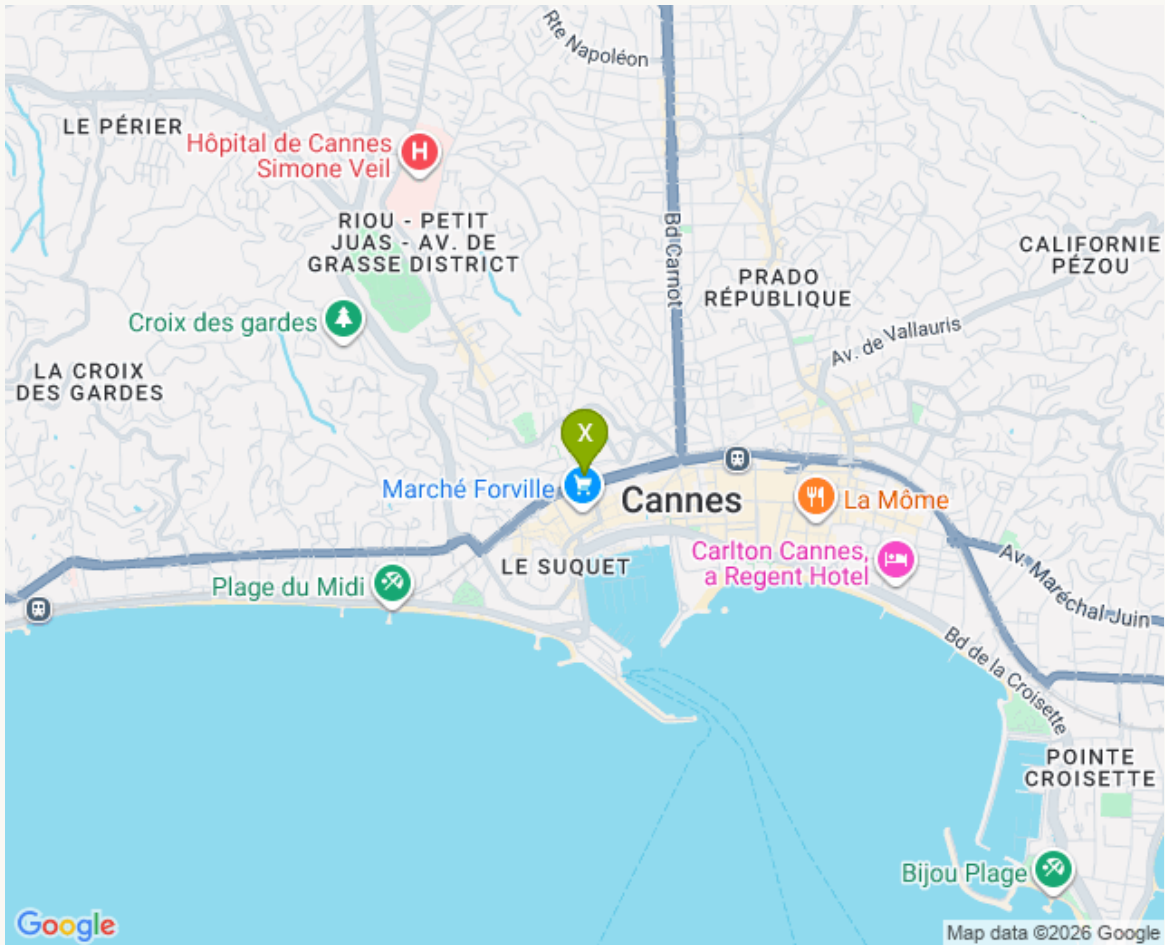 Rte Napoléon
LE PÉRIER
Hôpital de Cannes
Simone Veil
H
RIOU - PETIT
JUAS - AV. DE
GRASSE DISTRICT
Bd Carnot
CALIFORNIE
PÉZOU
PRADO
RÉPUBLIQUE
Croix des gardes
Av. de Vallauris
LA CROIX
DES GARDES
X
Marché Forville
Cannes
La Môme
LE SUQUET
Carlton Cannes,
a Regent Hotel
Plage du Midi
Av. Maréchal Juin
Bd de la Croisette
POINTE
CROISETTE
Bijou Plage
Google
Map data ©2026 Google